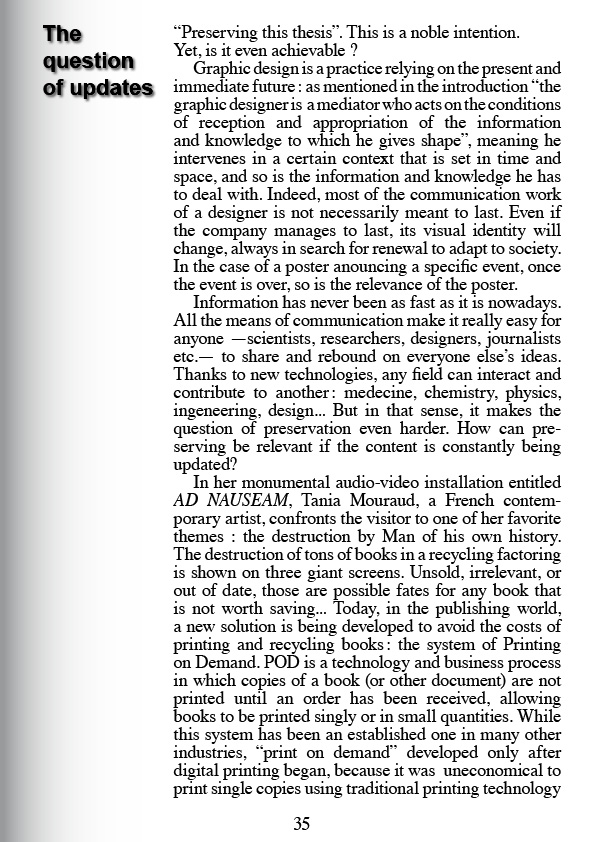 The
question
of updates
“Preserving this thesis”. This is a noble intention.
Yet, is it even achievable ?
Graphic design is a practice relying on the present and
immediate future : as mentioned in the introduction “the
graphic designer is a mediator who acts on the conditions
of reception and appropriation of the information
and knowledge to which he gives shape”, meaning he
intervenes in a certain context that is set in time and
space, and so is the information and knowledge he has
to deal with. Indeed, most of the communication work
of a designer is not necessarily meant to last. Even if
the company manages to last, its visual identity will
change, always in search for renewal to adapt to society.
In the case of a poster anouncing a specific event, once
the event is over, so is the relevance of the poster.
Information has never been as fast as it is nowadays.
All the means of communication make it really easy for
anyone —scientists, researchers, designers, journalists
etc.— to share and rebound on everyone else’s ideas.
Thanks to new technologies, any field can interact and
contribute to another : medecine, chemistry, physics,
ingeneering, design... But in that sense, it makes the
question of preservation even harder. How can pre-
serving be relevant if the content is constantly being
updated?
In her monumental audio-video installation entitled
AD NAUSEAM, Tania Mouraud, a French contem-
porary artist, confronts the visitor to one of her favorite
themes : the destruction by Man of his own history.
The destruction of tons of books in a recycling factoring
is shown on three giant screens. Unsold, irrelevant, or
out of date, those are possible fates for any book that
is not worth saving... Today, in the publishing world,
a new solution is being developed to avoid the costs of
printing and recycling books : the system of Printing
on Demand. POD is a technology and business process
in which copies of a book (or other document) are not
printed until an order has been received, allowing
books to be printed singly or in small quantities. While
this system has been an established one in many other
industries, “print on demand” developed only after
digital printing began, because it was uneconomical to
print single copies using traditional printing technology
35